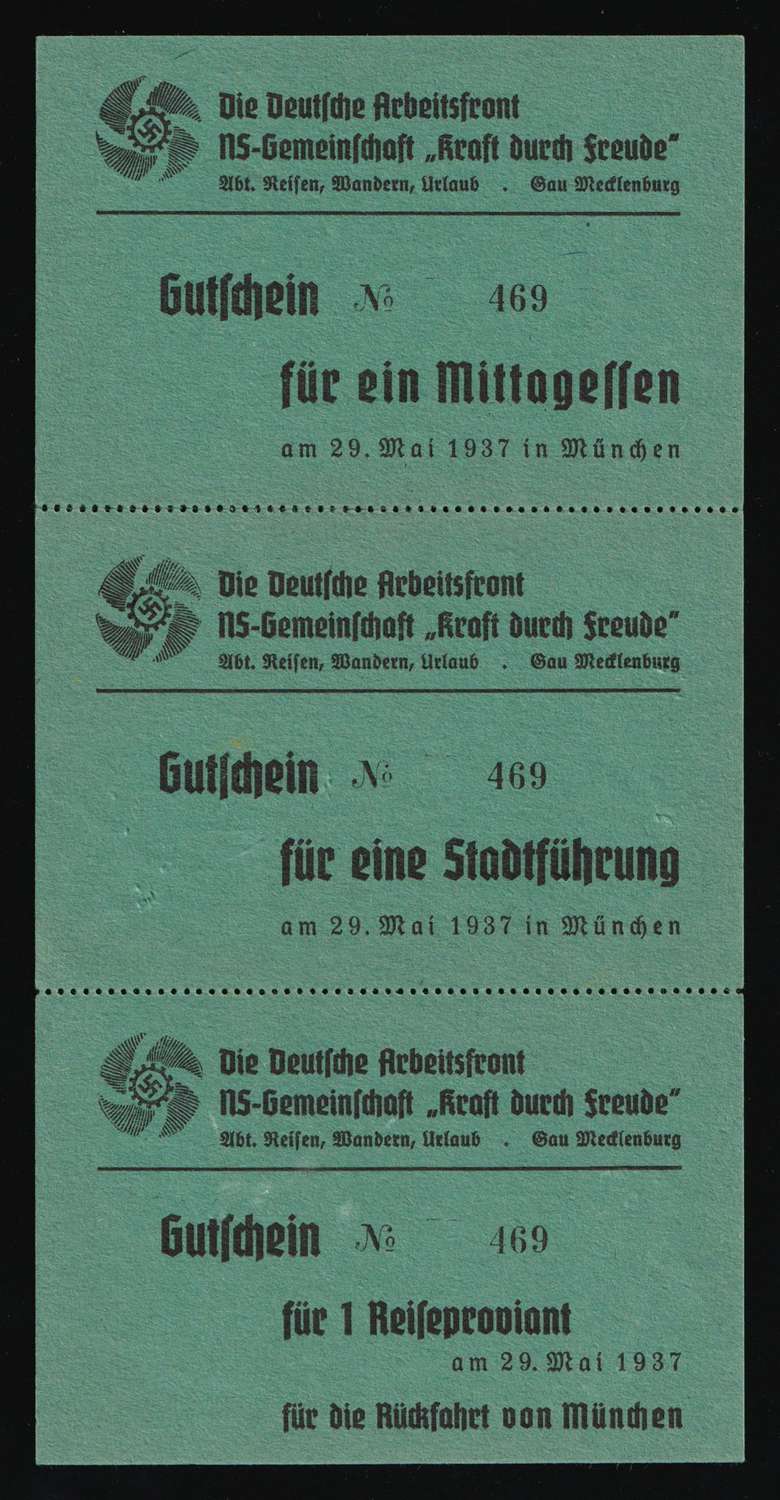 Die Deutsche Arbeitsfront
NS-Gemeinschaft „Kraft durch Freude“
Abt. Reisen, Wandern, Urlaub . Gau Mecklenburg
Gutschein № 469
für ein Mittagessen
am 29. Mai 1937 in München
Die Deutsche Arbeitsfront
NS-Gemeinschaft „Kraft durch Freude“
Abt. Reisen, Wandern, Urlaub . Gau Mecklenburg
Gutschein № 469
für eine Stadtführung
am 29. Mai 1937 in München
Die Deutsche Arbeitsfront
NS-Gemeinschaft „Kraft durch Freude“
Abt. Reisen, Wandern, Urlaub . Gau Mecklenburg
Gutschein № 469
für 1 Reiseproviant
am 29. Mai 1937
für die Rückfahrt von München